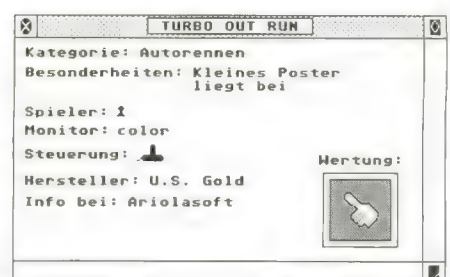 TURBO OUT RUN
Kategorie: Autorennen
Besonderheiten: Kleines Poster
liegt bei
Spieler: 1
Monitor: color
Steuerung:
Wertung:
Hersteller: U.S. Gold
Info bei: Ariolasoft